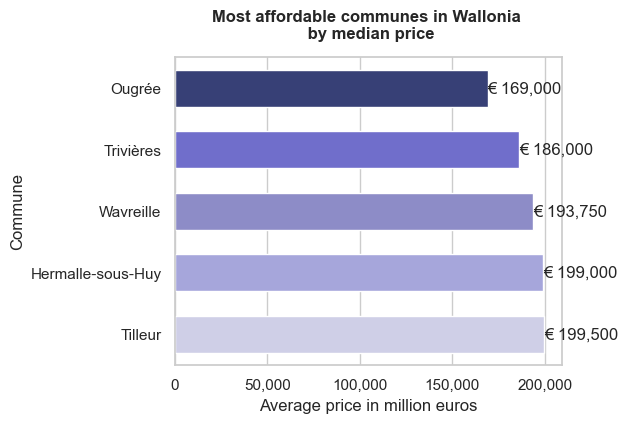 Most affordable communes in Wallonia
by median price
Commune
Ougrée
€ 169,000
Trivières
€ 186,000
Wavreille
€ 193,750
Hermalle-sous-Huy
€ 199,000
Tilleur
€ 199,500
0
50,000
100,000
150,000
200,000
Average price in million euros